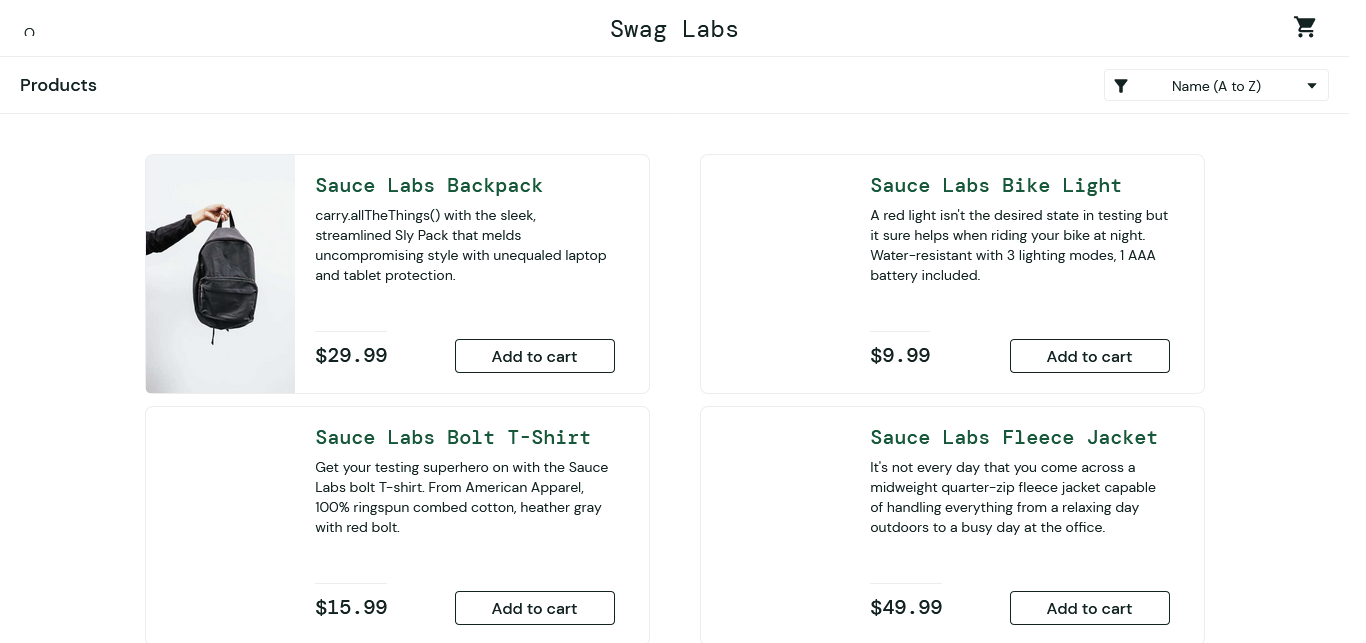 Swag Labs
Products
Name (A to Z)
Sauce Labs Backpack
carry.allTheThings() with the sleek,
streamlined Sly Pack that melds
uncompromising style with unequaled laptop
and tablet protection.
$29.99
Add to cart
Sauce Labs Bike Light
A red light isn't the desired state in testing but
it sure helps when riding your bike at night.
Water-resistant with 3 lighting modes, 1 AAA
battery included.
$9.99
Add to cart
Sauce Labs Bolt T-Shirt
Get your testing superhero on with the Sauce
Labs bolt T-shirt. From American Apparel,
100% ringspun combed cotton, heather gray
with red bolt.
$15.99
Add to cart
Sauce Labs Fleece Jacket
It's not every day that you come across a
midweight quarter-zip fleece jacket capable
of handling everything from a relaxing day
outdoors to a busy day at the office.
$49.99
Add to cart